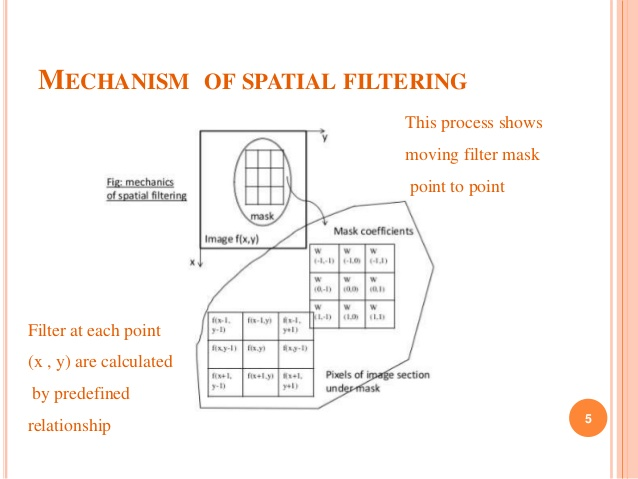 MECHANISM OF SPATIAL FILTERING
This process shows
moving filter mask
point to point
y
Fig: mechanics
of spatial filtering
mask
Image f(x,y)
x
Mask coefficients
W W W
(-1,-1) (-1,0) (-1,1)
W W W
(0,-1) (0,0) (0,1)
W W W
(1,-1) (1,0) (1,1)
f(x-1, f(x-1,y) f(x-1,
y-1) y+1)
f(x,y-1) f(x,y) f(x,y-1)
f(x+1, f(x+1,y) f(x+1,
y-1) y+1)
Pixels of image section
under mask
Filter at each point
(x , y) are calculated
by predefined
relationship
5